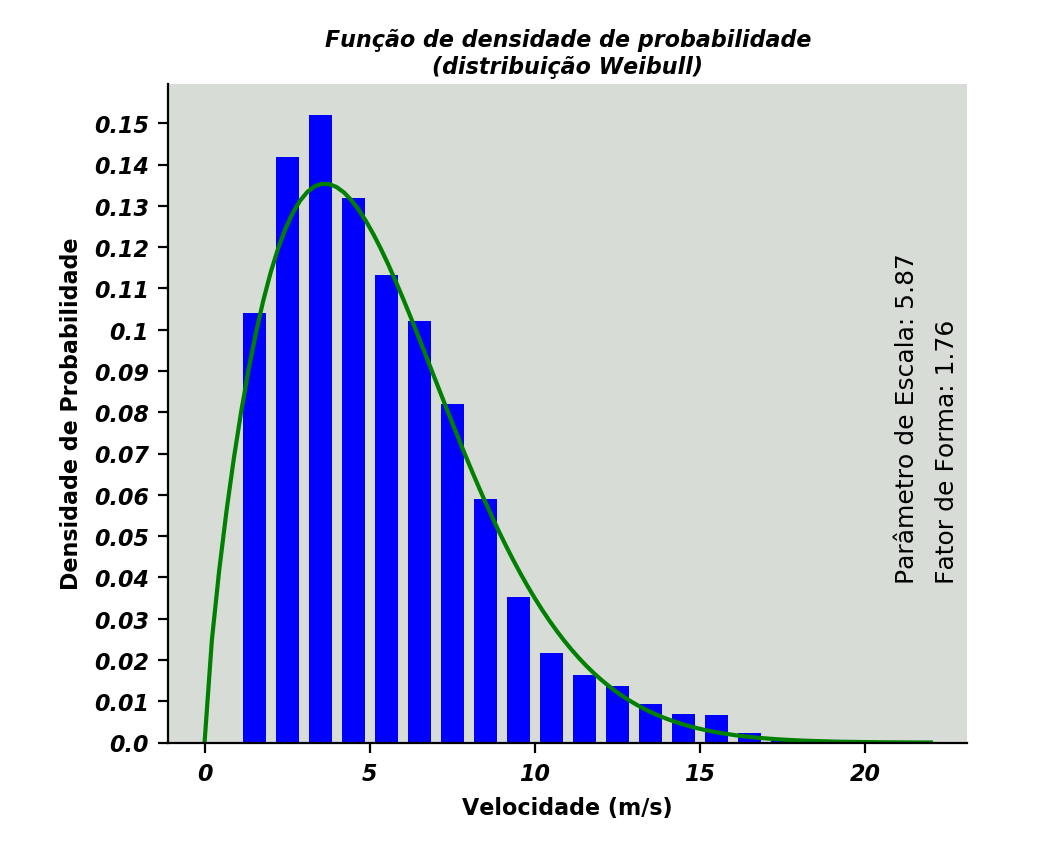 Função de densidade de probabilidade
(distribuição Weibull)
Densidade de Probabilidade
0.15
0.14
0.13
0.12
0.11
0.1
0.09
0.08
0.07
0.06
0.05
0.04
0.03
0.02
0.01
0.0
Parâmetro de Escala: 5.87
Fator de Forma: 1.76
0 5 10 15 20
Velocidade (m/s)